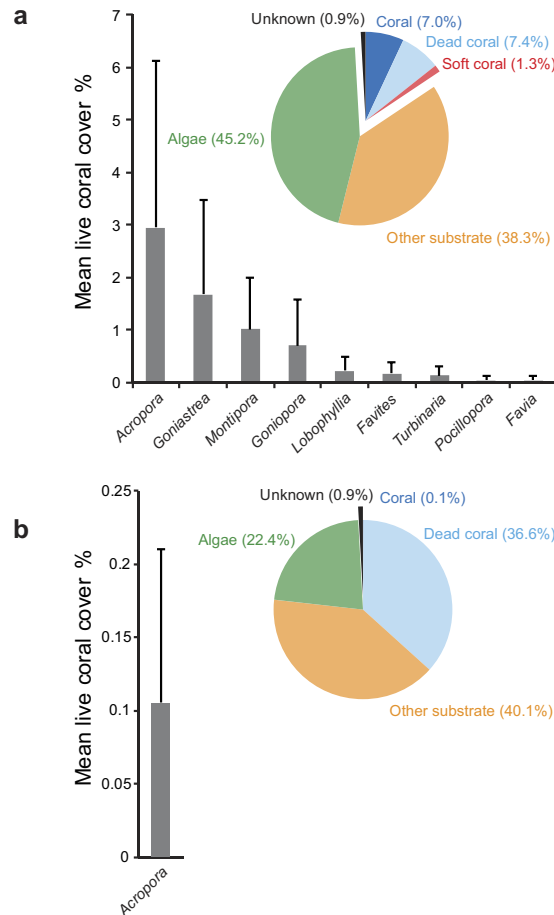 a
Mean live coral cover %
7
6
5
4
3
2
1
0
Acropora
Goniastrea
Montipora
Goniopora
Lobophyllia
Favites
Turbinaria
Pocillopora
Favia
Unknown (0.9%)
Coral (7.0%)
Dead coral (7.4%)
Soft coral (1.3%)
Algae (45.2%)
Other substrate (38.3%)
b
Mean live coral cover %
0.25
0.2
0.15
0.1
0.05
0
Acropora
Unknown (0.9%)
Coral (0.1%)
Dead coral (36.6%)
Algae (22.4%)
Other substrate (40.1%)